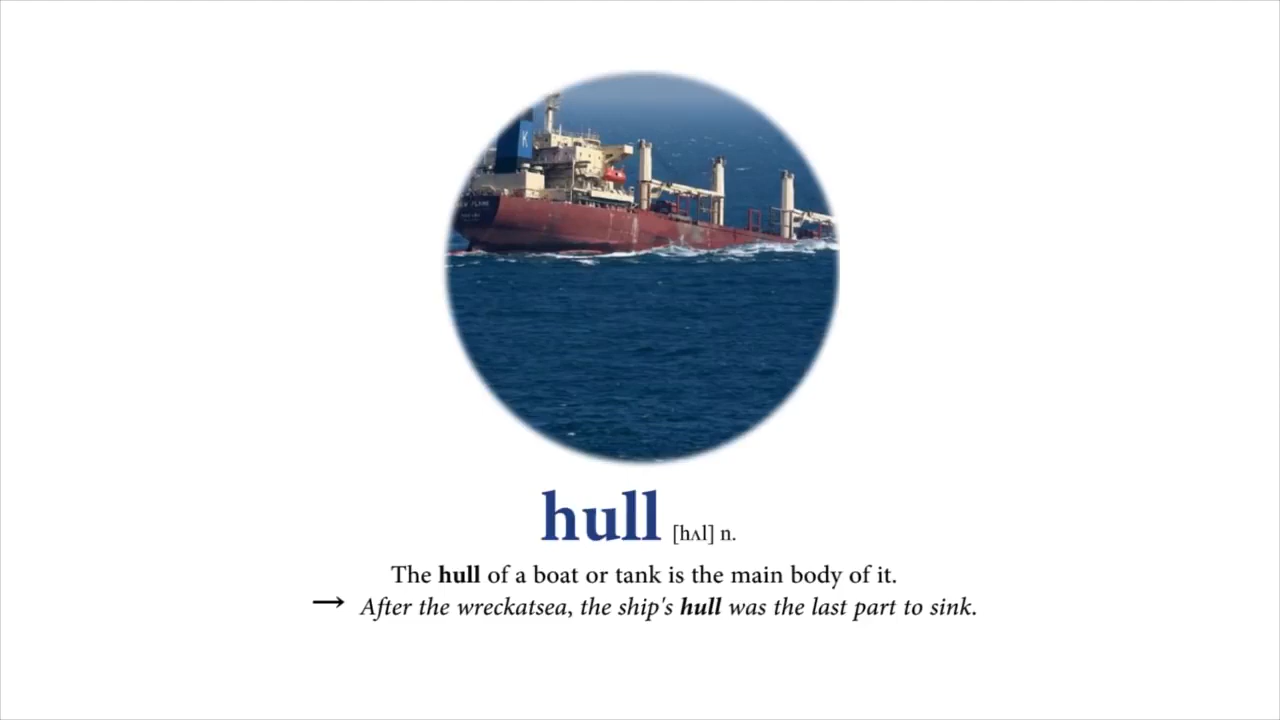 K
hull [hʌl] n.
The hull of a boat or tank is the main body of it.
→ After the wreckatsea, the ship's hull was the last part to sink.